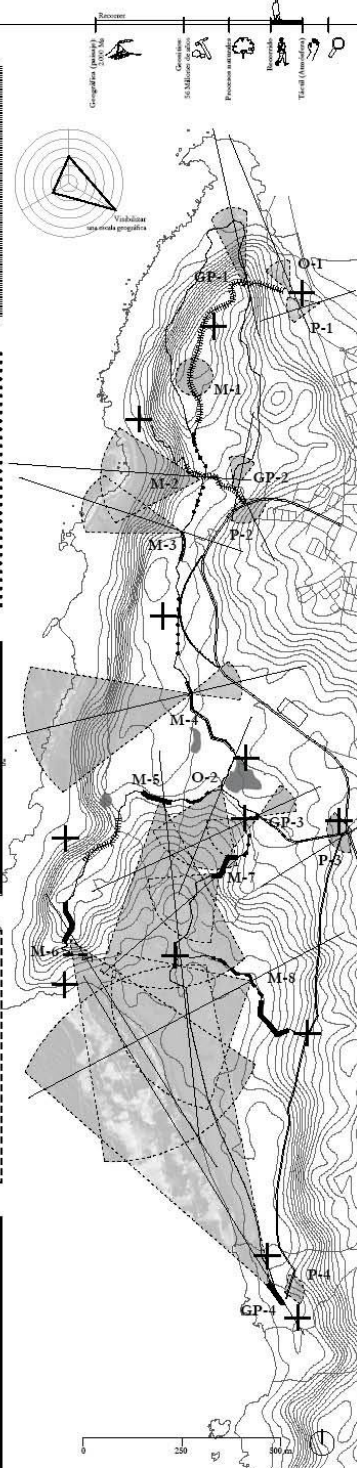 Recorrer
Geográfica (paisaje):
2.000 Ma
Geositios:
56 Millones de años
Procesos naturales
Recorrido
Táctil (Atmósfera)
Visibilizar
una escala geográfica
GP-1
O-1
P-1
M-1
M-2
GP-2
P-2
M-3
M-4
M-5
O-2
GP-3
P-3
M-7
M-6
M-8
P-4
GP-4
0
250
500 m